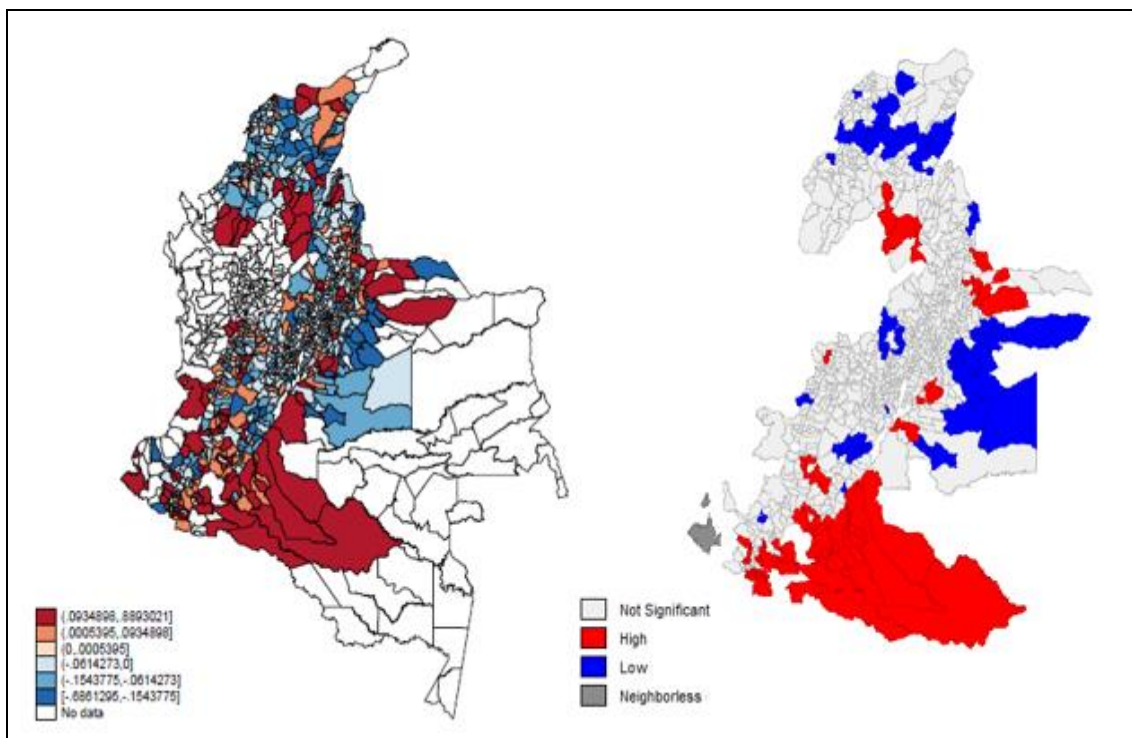 (.0934898,.8893021]
(.0005395,.0934898]
(0,.0005395]
(-.0614273,0]
(-.1543775,-.0614273]
[-.6861295,-.1543775]
No data
Not Significant
High
Low
Neighborless